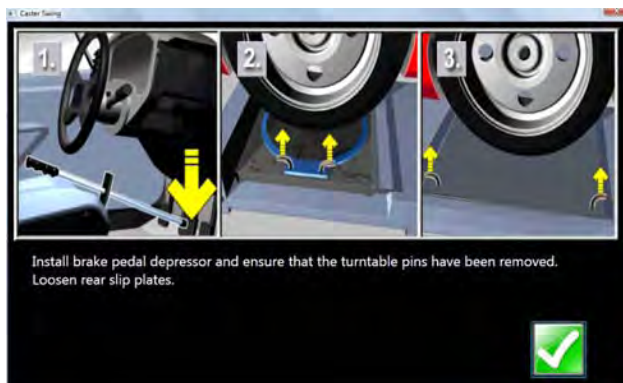 Caster Swing
1. 2. 3.
Install brake pedal depressor and ensure that the turntable pins have been removed.
Loosen rear slip plates.